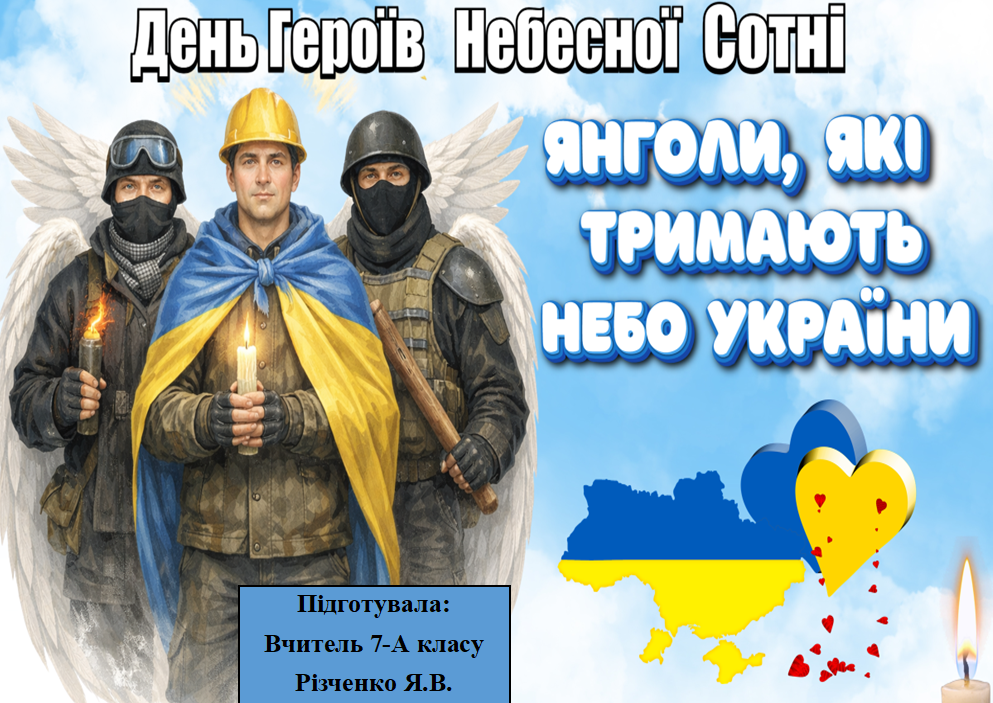 День Героїв Небесної Сотні
ЯНГОЛИ, ЯКІ
ТРИМАЮТЬ
НЕБО УКРАЇНИ
Підготувала:
Вчитель 7-А класу
Різченко Я.В.